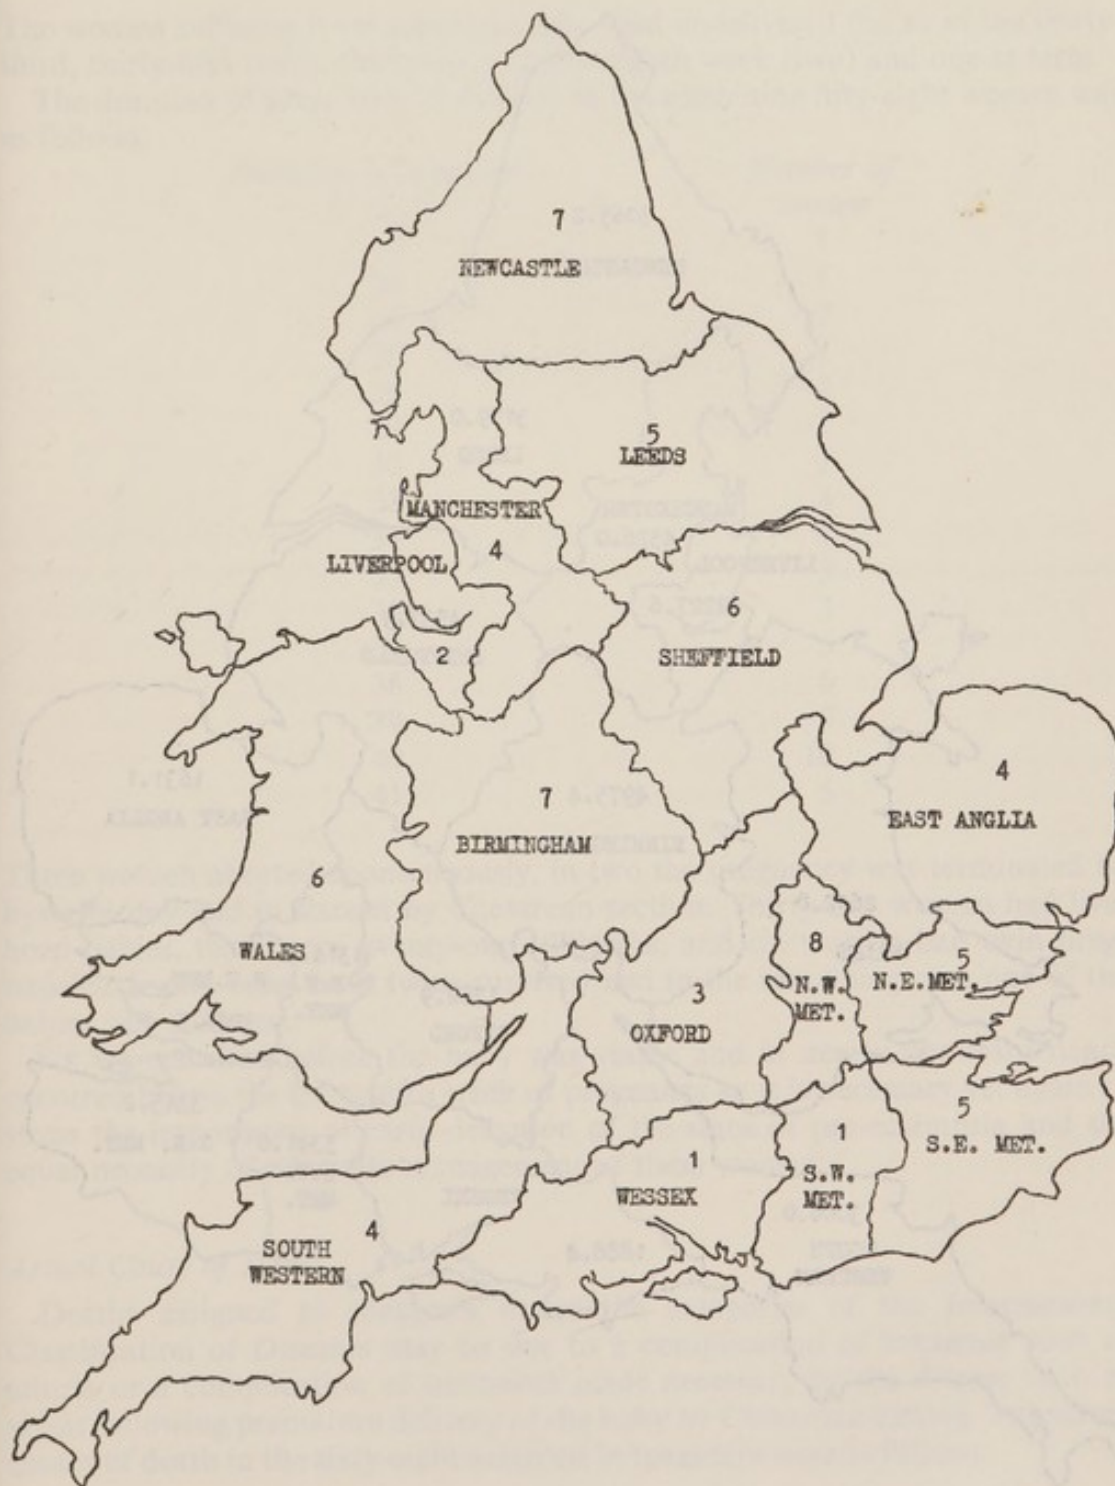 7
NEWCASTLE
5
LEEDS
MANCHESTER
4
LIVERPOOL
2
6
SHEFFIELD
7
BIRMINGHAM
4
EAST ANGLIA
6
WALES
8
N.W.
MET.
5
N.E.MET.
3
OXFORD
5
S.E. MET.
1
S.W.
MET.
1
WESSEX
4
SOUTH
WESTERN